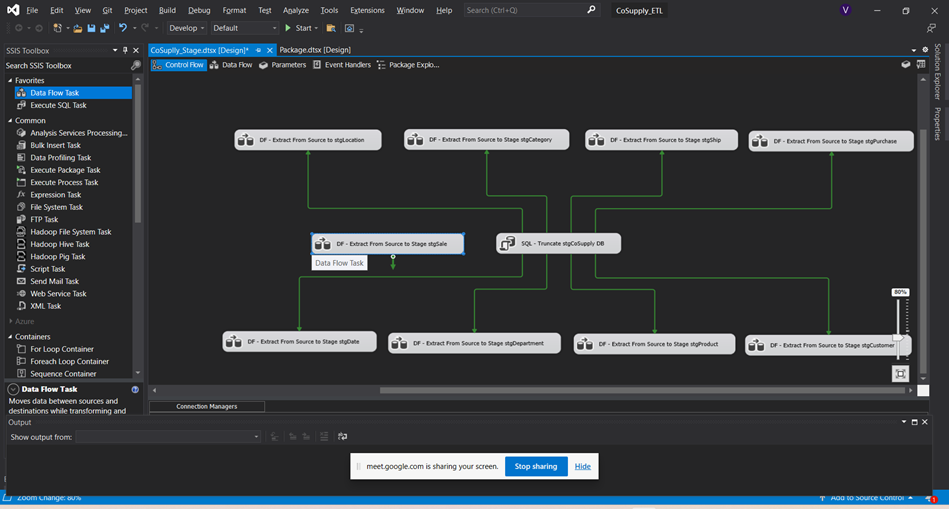 File Edit View Git Project Build Debug Format Test Analyze Tools Extensions Window Help Search (Ctrl+Q) CoSupply_ETL V
Develop Default Start
SSIS Toolbox
CoSuplly_Stage.dtsx [Design]* Package.dtsx [Design]
Search SSIS Toolbox
Control Flow Data Flow Parameters Event Handlers Package Explo...
Favorites
Data Flow Task
Execute SQL Task
Common
Analysis Services Processing...
Bulk Insert Task
Data Profiling Task
Execute Package Task
Execute Process Task
Expression Task
File System Task
FTP Task
Hadoop File System Task
Hadoop Hive Task
Hadoop Pig Task
Script Task
Send Mail Task
Web Service Task
XML Task
Azure
Containers
For Loop Container
Foreach Loop Container
Sequence Container
Data Flow Task
Moves data between sources and
destinations while transforming and
DF - Extract From Source to stgLocation
DF - Extract From Source to Stage stgCategory
DF - Extract From Source to Stage stgShip
DF - Extract From Source to Stage stgPurchase
DF - Extract From Source to Stage stgSale
SQL - Truncate stgCoSupply DB
Data Flow Task
DF - Extract From Source to Stage stgDate
DF - Extract From Source to Stage stgDepartment
DF - Extract From Source to Stage stgProduct
DF - Extract From Source to Stage stgCustomer
80%
Connection Managers
Solution Explorer
Properties
Output
Show output from:
meet.google.com is sharing your screen. Stop sharing Hide
Zoom Change: 80% Add to Source Control 1